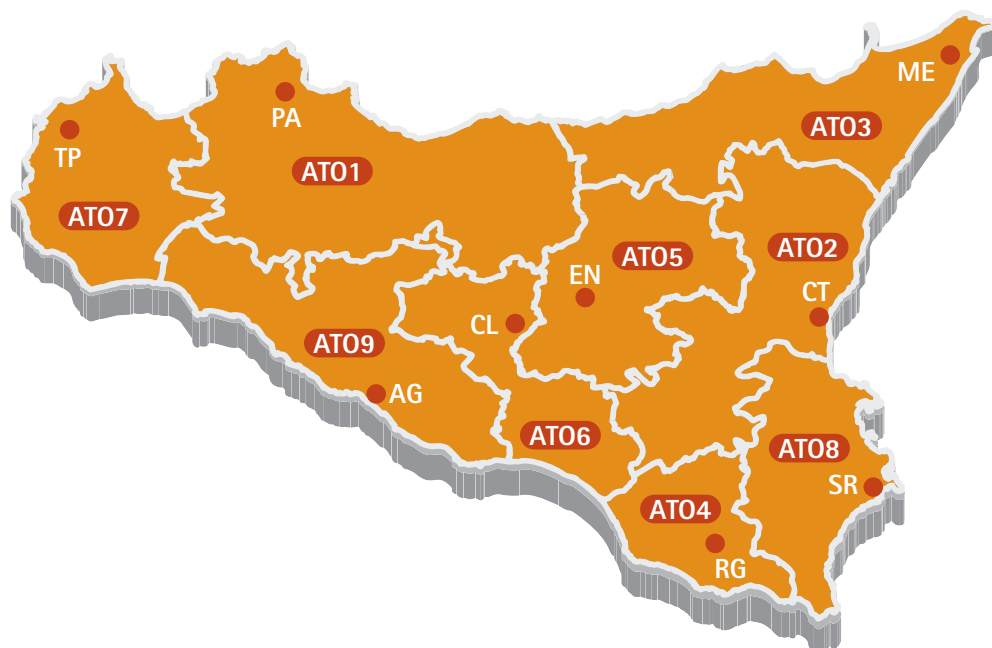 ME
PA
ATO3
TP
ATO1
ATO7
ATO2
ATO5
EN
CT
CL
ATO9
AG
ATO6
ATO8
SR
ATO4
RG